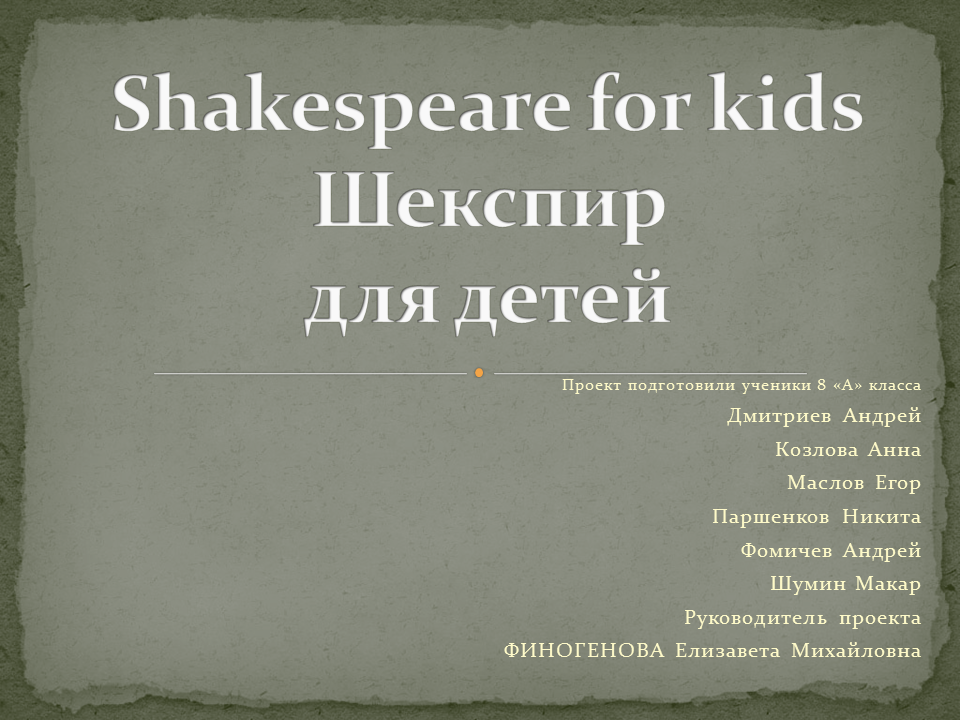 Shakespeare for kids
Шекспир
для детей
Проект подготовили ученики 8 «А» класса
Дмитриев Андрей
Козлова Анна
Маслов Егор
Паршенков Никита
Фомичев Андрей
Шумин Макар
Руководитель проекта
ФИНОГЕНОВА Елизавета Михайловна